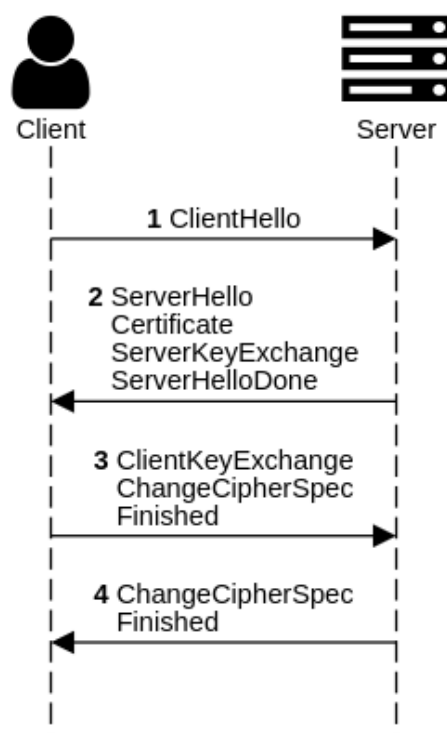 Client
Server
1 ClientHello
2 ServerHello
Certificate
ServerKeyExchange
ServerHelloDone
3 ClientKeyExchange
ChangeCipherSpec
Finished
4 ChangeCipherSpec
Finished